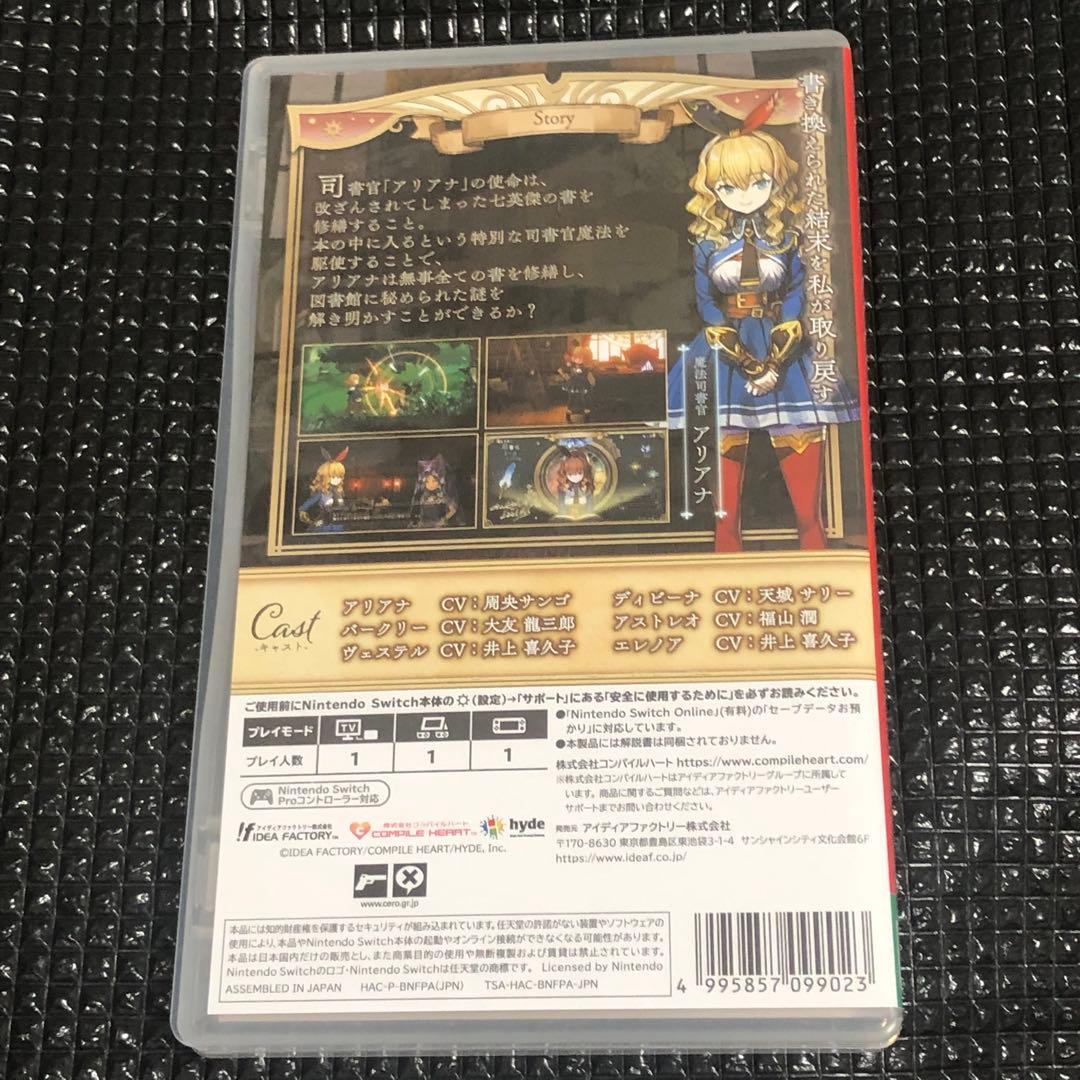 Story
書き換えられた結末を私が取り戻す
司書官「アリアナ」の使命は、
改ざんされてしまった七英傑の書を
修繕すること。
本の中に入るという特別な司書官魔法を
駆使することで、
アリアナは無事全ての書を修繕し、
図書館に秘められた謎を
解き明かすことができるか?
魔法司書官 アリアナ
Cast
-キャスト-
アリアナ CV:周央サンゴ
バークリー CV:大友 龍三郎
ヴェステル CV:井上 喜久子
ディビーナ CV:天城 サリー
アストレオ CV:福山 潤
エレノア CV:井上 喜久子
ご使用前にNintendo Switch本体の(設定)→「サポート」にある「安全に使用するために」を必ずお読みください。
プレイモード TV
プレイ人数 1 1 1
Nintendo Switch
Proコントローラー対応
●「Nintendo Switch Online」(有料)の「セーブデータお預
かり」に対応しています。
●本製品には解説書は同梱されておりません。
株式会社コンパイルハート https://www.compileheart.com/
※株式会社コンパイルハートはアイディアファクトリーグループに所属して
います。商品に関するご質問などは、アイディアファクトリーユーザー
サポートまでお問い合わせください。
発売元 アイディアファクトリー株式会社
〒170-8630 東京都豊島区東池袋3-1-4 サンシャインシティ文化会館6F
https://www.ideaf.co.jp/
アイディアファクトリー株式会社
IDEA FACTORY
株式会社コンパイルハート
COMPILE HEART
hyde
©IDEA FACTORY/COMPILE HEART/HYDE, Inc.
www.cero.gr.jp
本品には知的財産権を保護するセキュリティが組み込まれています。任天堂の許諾がない装置やソフトウェアの
使用により、本品やNintendo Switch本体の起動やオンライン接続ができなくなる可能性があります。
本品は日本国内だけの販売とし、また商業目的の使用や無断複製および賃貸は禁止されています。
Nintendo Switchのロゴ・Nintendo Switchは任天堂の商標です。 Licensed by Nintendo
ASSEMBLED IN JAPAN HAC-P-BNFPA(JPN) TSA-HAC-BNFPA-JPN
4 995857 099023